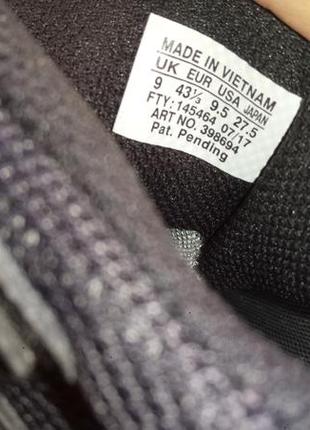 MADE IN VIETNAM
UK EUR USA JAPAN
9 43⅓ 9.5 27.5
FTY: 145464 07/17
ART NO. 398694
Pat. Pending